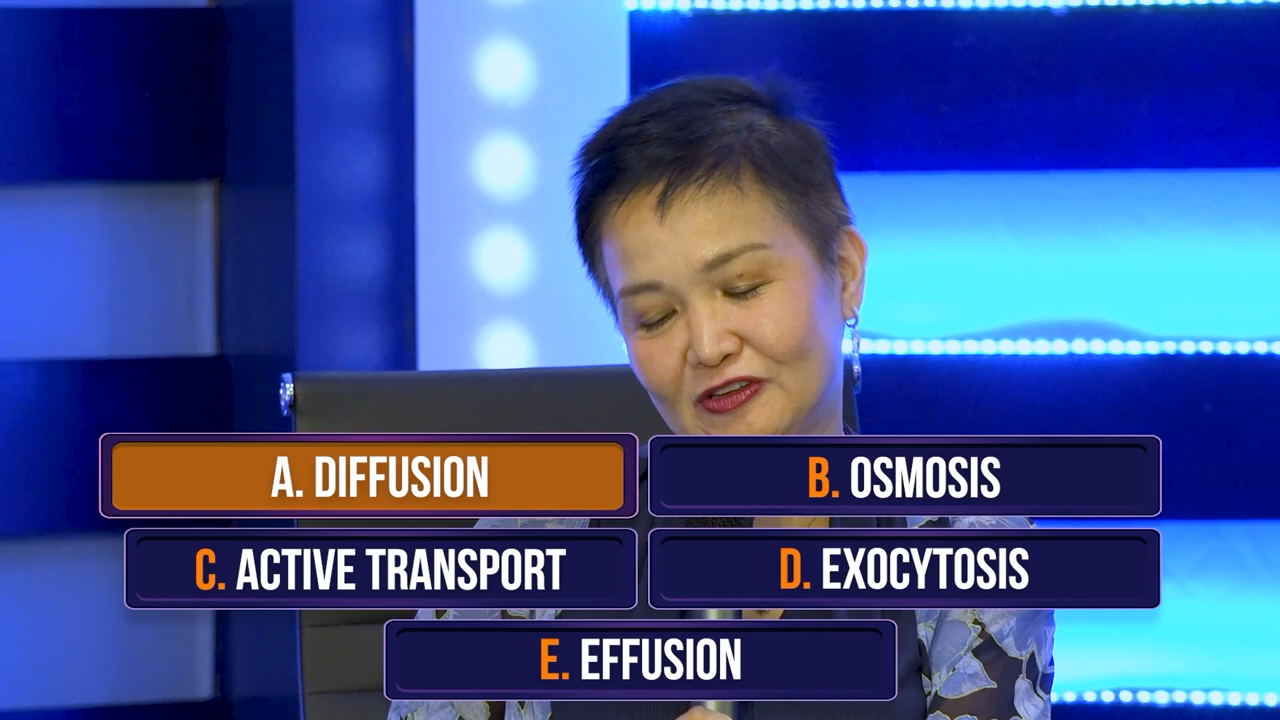 A. DIFFUSION
B. OSMOSIS
C. ACTIVE TRANSPORT
D. EXOCYTOSIS
E. EFFUSION